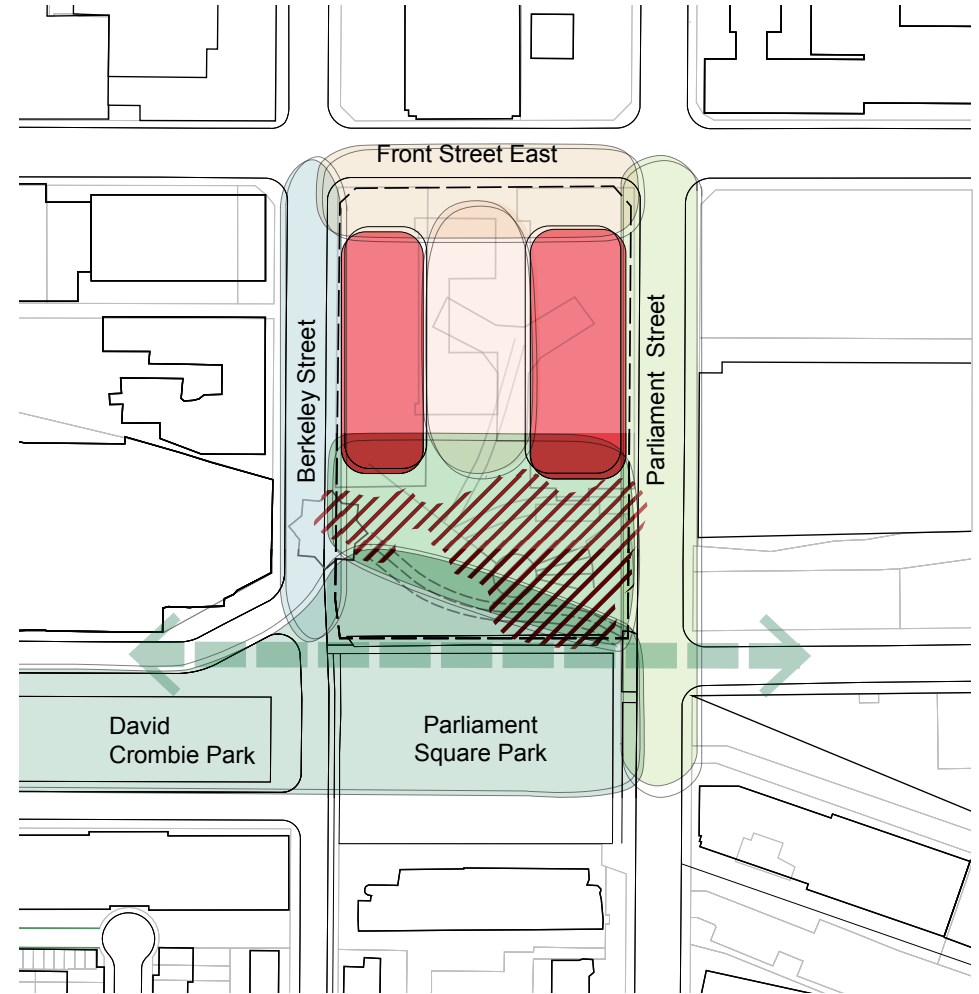 Front Street East
Berkeley Street
Parliament Street
David
Crombie Park
Parliament
Square Park